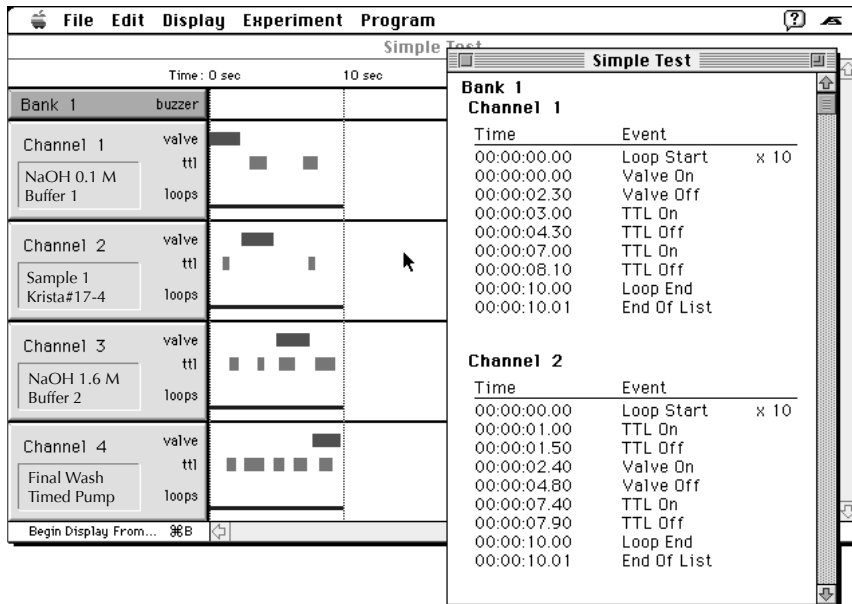 File Edit Display Experiment Program
Simple Test
Time: 0 sec 10 sec
Bank 1 buzzer
Channel 1 valve
ttl
NaOH 0.1 M
Buffer 1 loops
Channel 2 valve
ttl
Sample 1
Krista#17-4 loops
Channel 3 valve
ttl
NaOH 1.6 M
Buffer 2 loops
Channel 4 valve
ttl
Final Wash
Timed Pump loops
Begin Display From... ⌘B
Simple Test
Bank 1
Channel 1
Time Event
00:00:00.00 Loop Start x 10
00:00:00.00 Valve On
00:00:02.30 Valve Off
00:00:03.00 TTL On
00:00:04.30 TTL Off
00:00:07.00 TTL On
00:00:08.10 TTL Off
00:00:10.00 Loop End
00:00:10.01 End Of List
Channel 2
Time Event
00:00:00.00 Loop Start x 10
00:00:01.00 TTL On
00:00:01.50 TTL Off
00:00:02.40 Valve On
00:00:04.80 Valve Off
00:00:07.40 TTL On
00:00:07.90 TTL Off
00:00:10.00 Loop End
00:00:10.01 End Of List